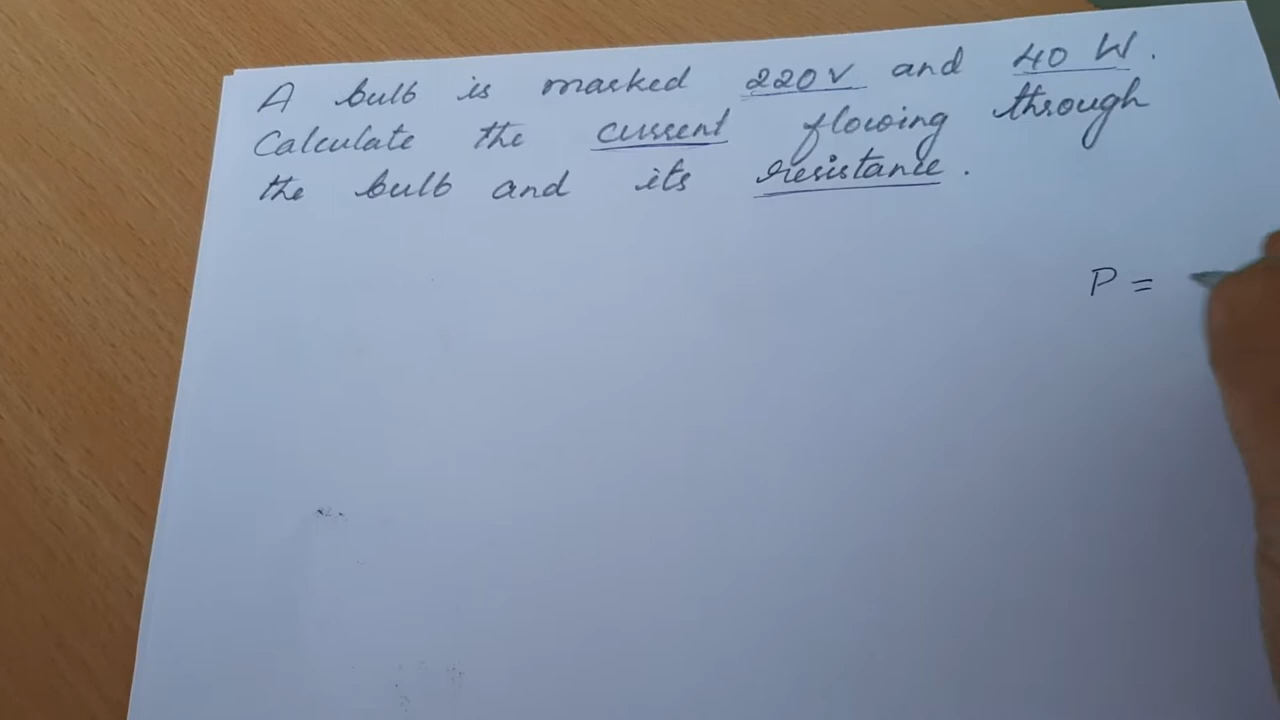 A bulb is marked 220V and 40 W.
Calculate the current flowing through
the bulb and its resistance.
P =